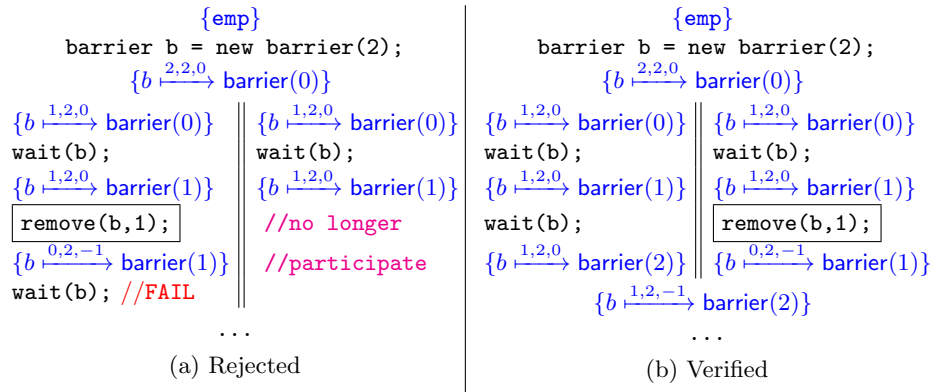 {emp}
barrier b = new barrier(2);
{b ⟼^{2,2,0} barrier(0)}
{b ⟼^{1,2,0} barrier(0)} {b ⟼^{1,2,0} barrier(0)}
wait(b); wait(b);
{b ⟼^{1,2,0} barrier(1)} {b ⟼^{1,2,0} barrier(1)}
remove(b,1); //no longer
{b ⟼^{0,2,−1} barrier(1)} //participate
wait(b); //FAIL
...
(a) Rejected
{emp}
barrier b = new barrier(2);
{b ⟼^{2,2,0} barrier(0)}
{b ⟼^{1,2,0} barrier(0)} {b ⟼^{1,2,0} barrier(0)}
wait(b); wait(b);
{b ⟼^{1,2,0} barrier(1)} {b ⟼^{1,2,0} barrier(1)}
wait(b); remove(b,1);
{b ⟼^{1,2,0} barrier(2)} {b ⟼^{0,2,−1} barrier(1)}
{b ⟼^{1,2,−1} barrier(2)}
...
(b) Verified